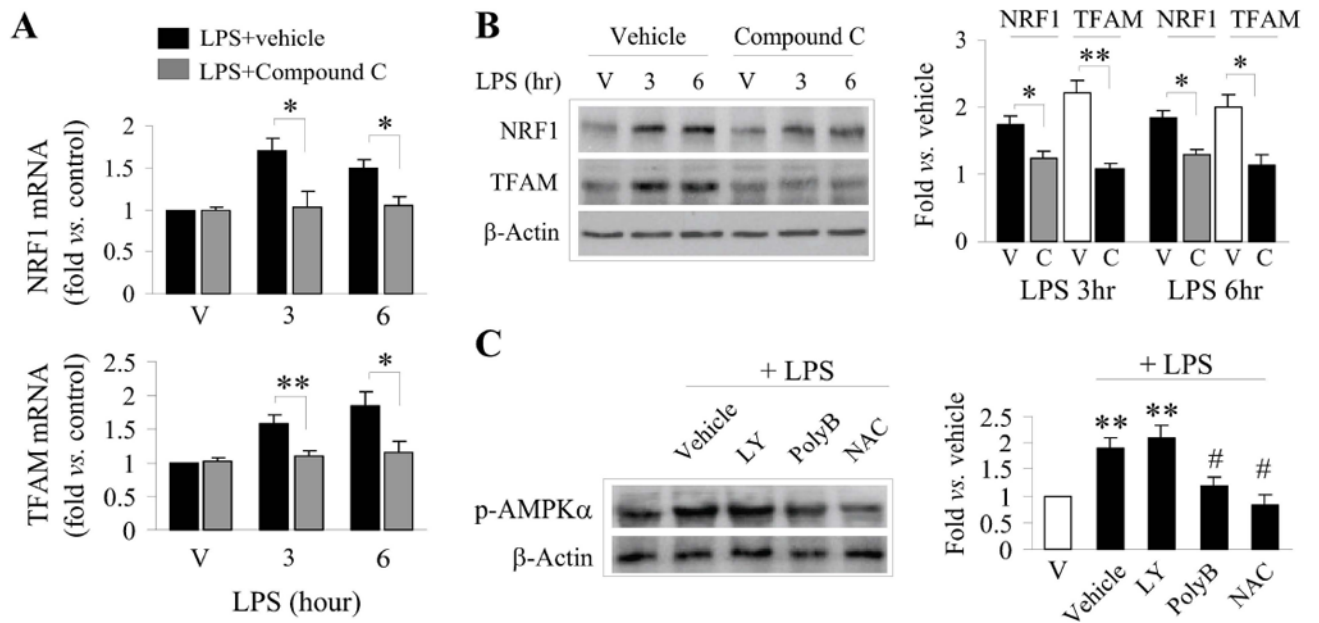 A
LPS+vehicle
LPS+Compound C
NRF1 mRNA
(fold vs. control)
2
1.5
1
0.5
0
*
*
V 3 6
TFAM mRNA
(fold vs. control)
2.5
2
1.5
1
0.5
0
**
*
V 3 6
LPS (hour)
B
Vehicle Compound C
LPS (hr) V 3 6 V 3 6
NRF1
TFAM
β-Actin
NRF1 TFAM NRF1 TFAM
Fold vs. vehicle
3
2
1
0
* ** * *
V C V C V C V C
LPS 3hr LPS 6hr
C
+ LPS
Vehicle LY PolyB NAC
p-AMPKα
β-Actin
+ LPS
Fold vs. vehicle
2.5
2
1.5
1
0.5
0
** ** # #
V Vehicle LY PolyB NAC